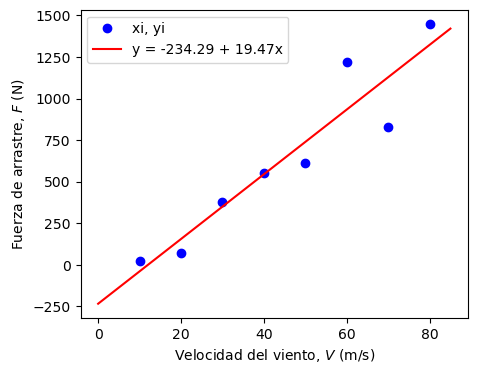 xi, yi
y = -234.29 + 19.47x
Fuerza de arrastre, F (N)
1500
1250
1000
750
500
250
0
−250
0 20 40 60 80
Velocidad del viento, V (m/s)